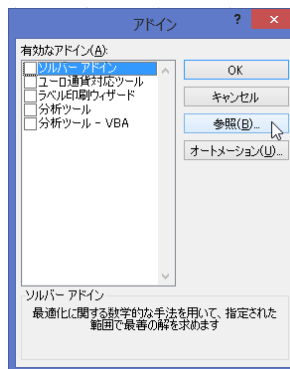 アドイン
?
×
有効なアドイン(A):
ソルバー アドイン
ユーロ通貨対応ツール
ラベル印刷ウィザード
分析ツール
分析ツール - VBA
OK
キャンセル
参照(B)...
オートメーション(U)...
ソルバー アドイン
最適化に関する数学的な手法を用いて、指定された
範囲で最善の解を求めます